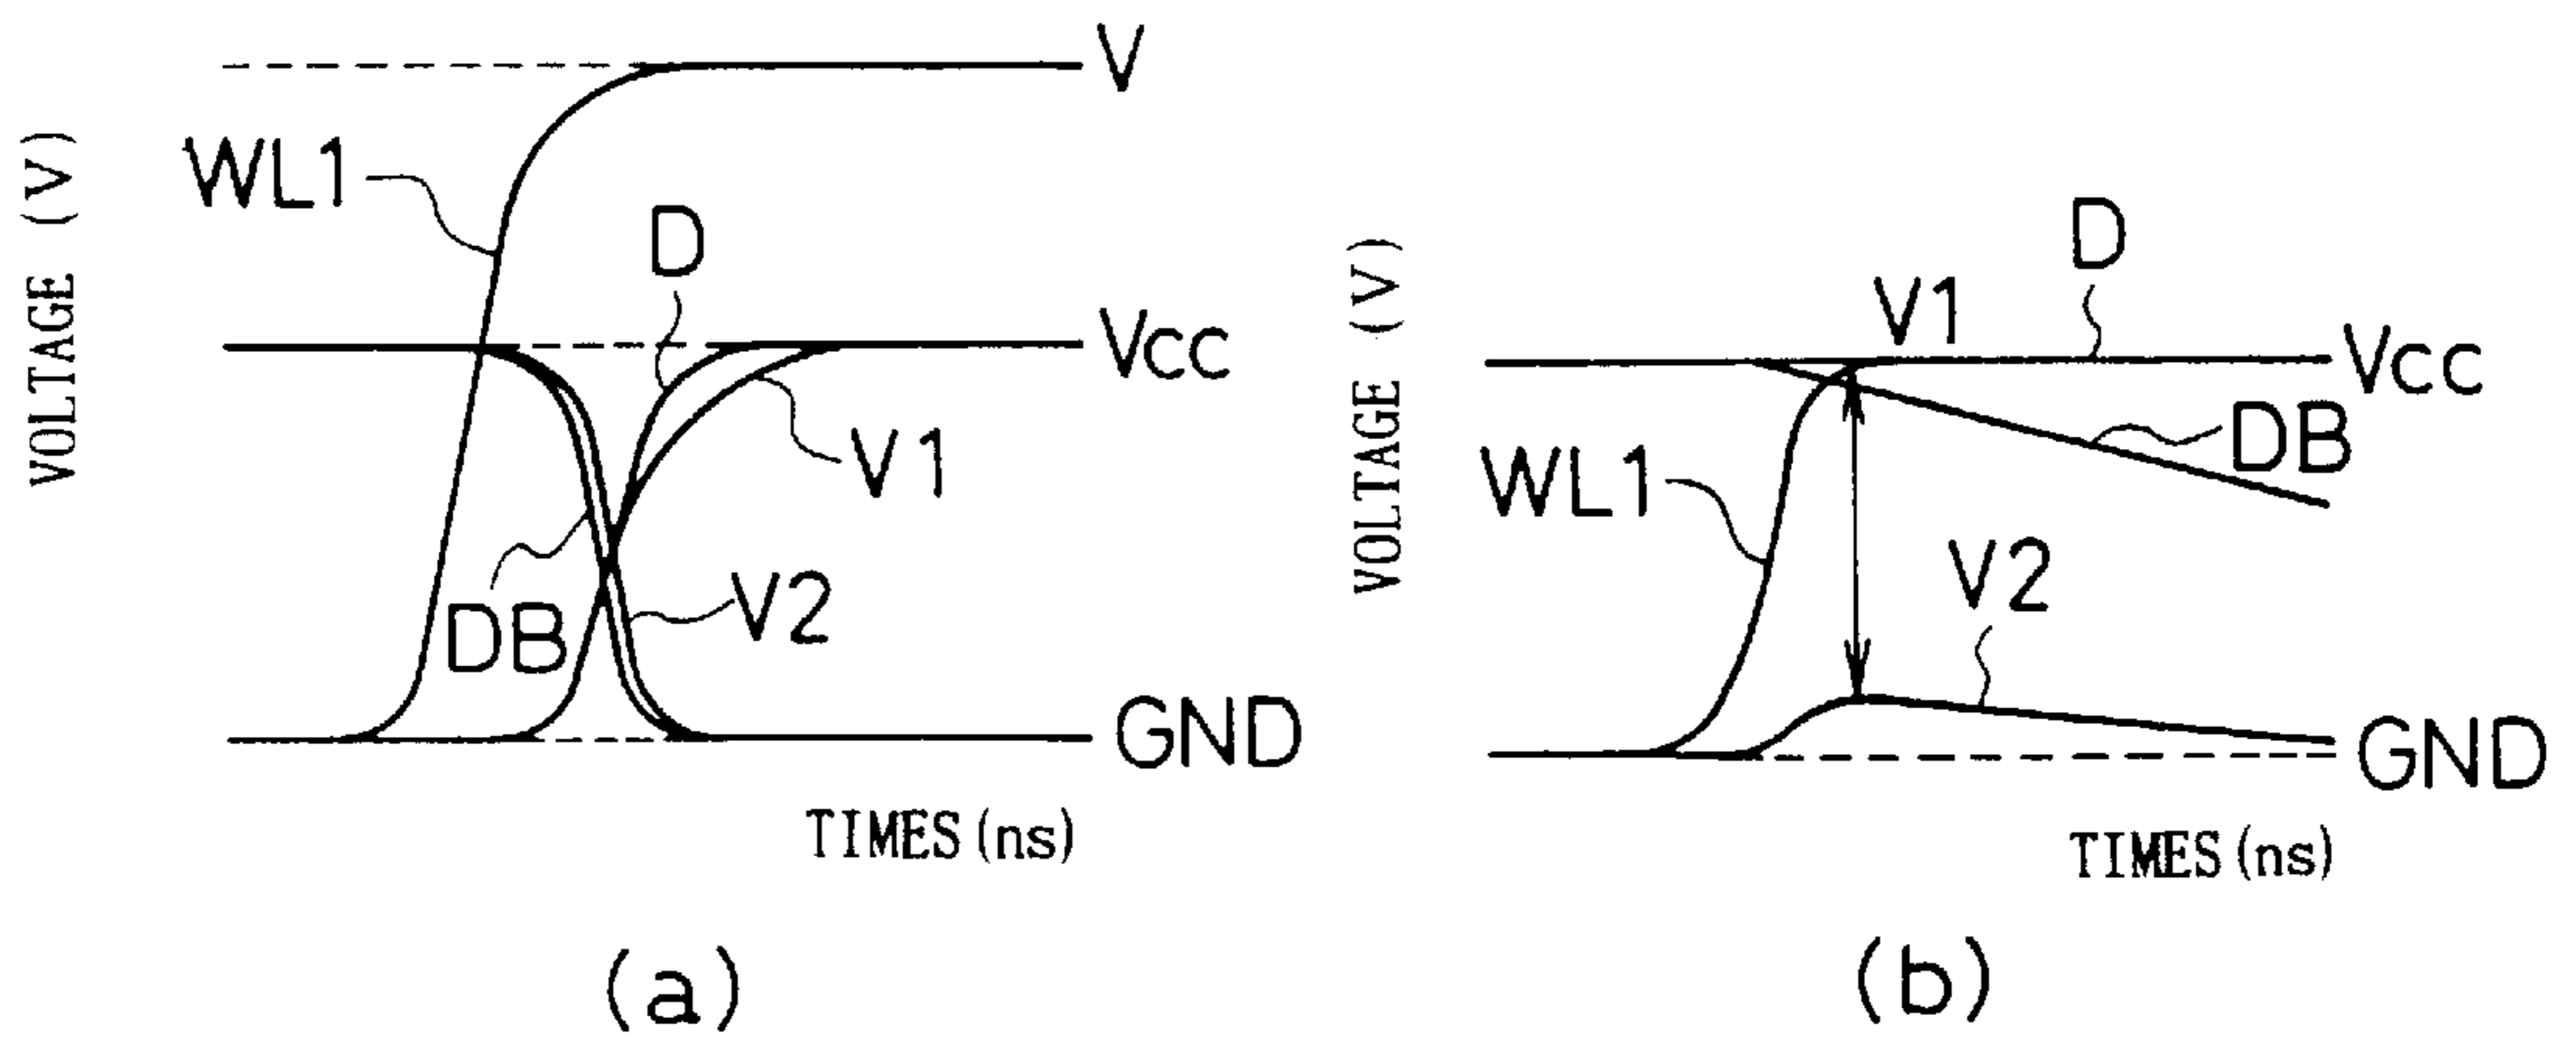 V
WL1
D
Vcc
V1
DB
V2
GND
VOLTAGE (V)
TIMES (ns)
(a)
D
V1
Vcc
DB
WL1
V2
GND
VOLTAGE (V)
TIMES (ns)
(b)